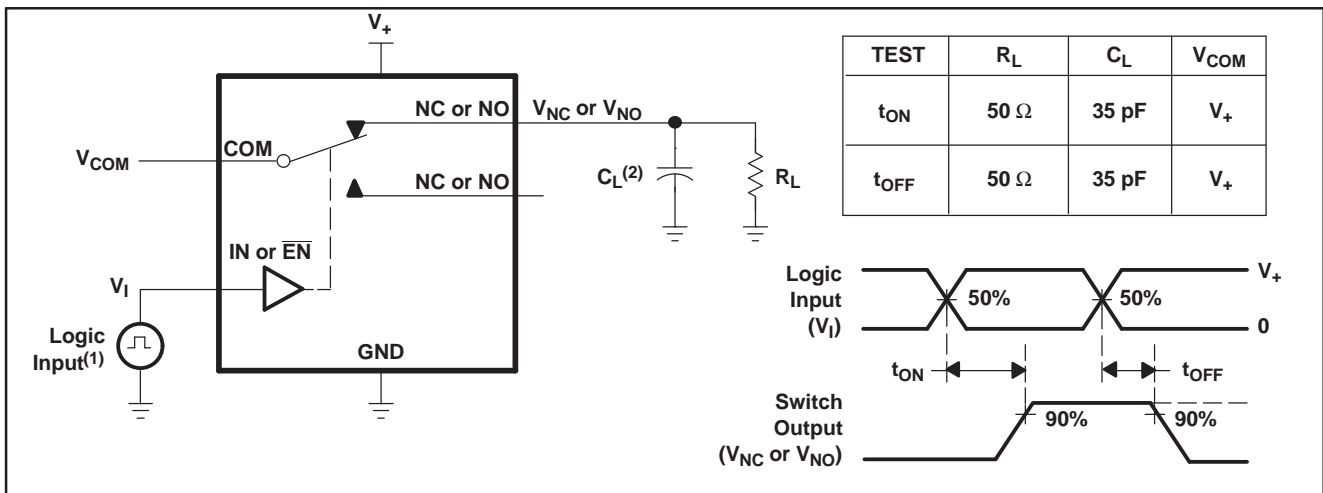 V+
NC or NO
VNC or VNO
VCOM
COM
NC or NO
CL(2)
RL
IN or EN
VI
Logic
Input(1)
GND
TEST RL CL VCOM
tON 50 Ω 35 pF V+
tOFF 50 Ω 35 pF V+
Logic
Input
(VI)
50%
50%
V+
0
tON
tOFF
Switch
Output
(VNC or VNO)
90%
90%